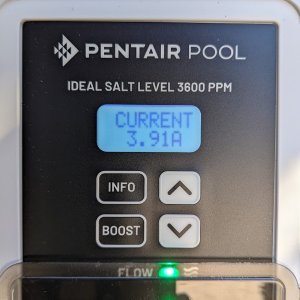 PENTAIR POOL
IDEAL SALT LEVEL 3600 PPM
CURRENT
3.91A
INFO
BOOST
FLOW